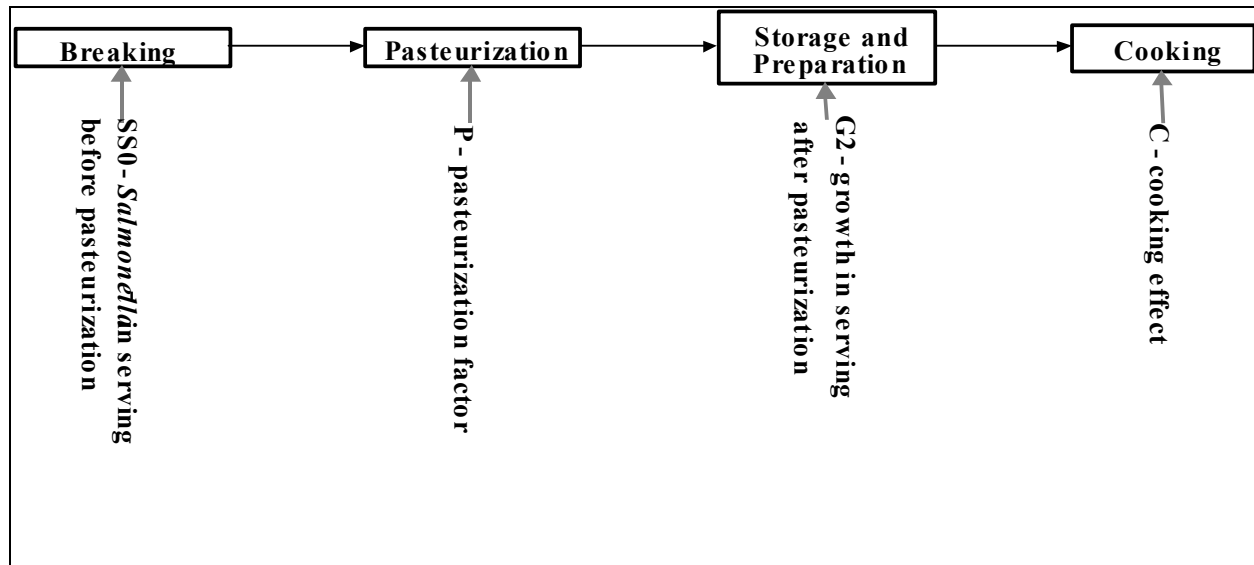 Breaking
Pasteurization
Storage and
Preparation
Cooking
SS0-Salmonella in serving
before pasteurization
P- pasteurization factor
G2-growth in serving
after pasteurization
C-cooking effect